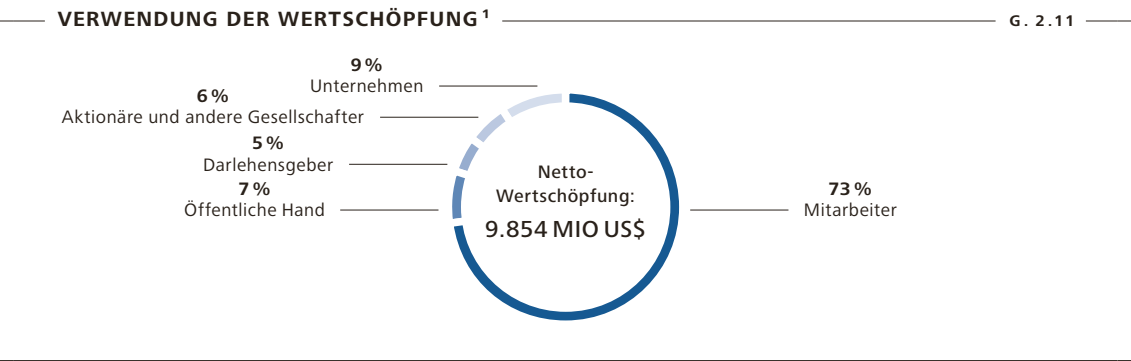 VERWENDUNG DER WERTSCHÖPFUNG¹
G. 2.11
9 %
Unternehmen
6 %
Aktionäre und andere Gesellschafter
5 %
Darlehensgeber
7 %
Öffentliche Hand
Netto-
Wertschöpfung:
9.854 MIO US$
73 %
Mitarbeiter